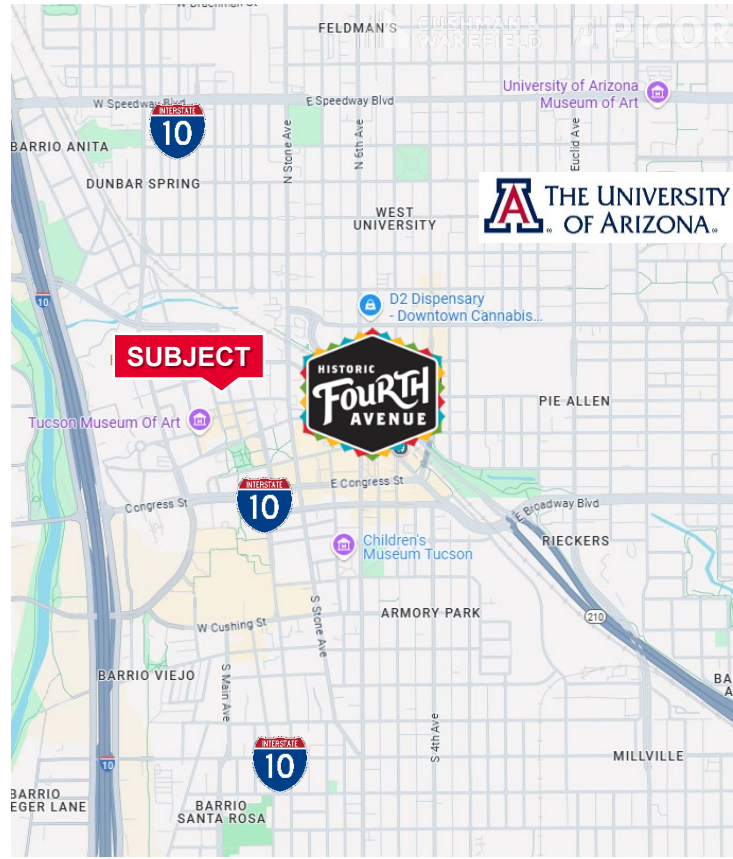 W Brachman St
FELDMAN'S
CUSHMAN &
WAKEFIELD
PICOR
University of Arizona
Museum of Art
W Speedway Blvd
E Speedway Blvd
INTERSTATE
10
N Stone Ave
N 6th Ave
Euclid Ave
BARRIO ANITA
DUNBAR SPRING
A
THE UNIVERSITY
OF ARIZONA
WEST
UNIVERSITY
10
D2 Dispensary
- Downtown Cannabis...
SUBJECT
HISTORIC
FOURTH
AVENUE
PIE ALLEN
Tucson Museum Of Art
E Congress St
INTERSTATE
10
Congress St
E Broadway Blvd
RIECKERS
Children's
Museum Tucson
S Stone Ave
ARMORY PARK
210
W Cushing St
BARRIO VIEJO
S Main Ave
BA
A
S 4th Ave
INTERSTATE
10
10
MILLVILLE
BARRIO
EGER LANE
BARRIO
SANTA ROSA